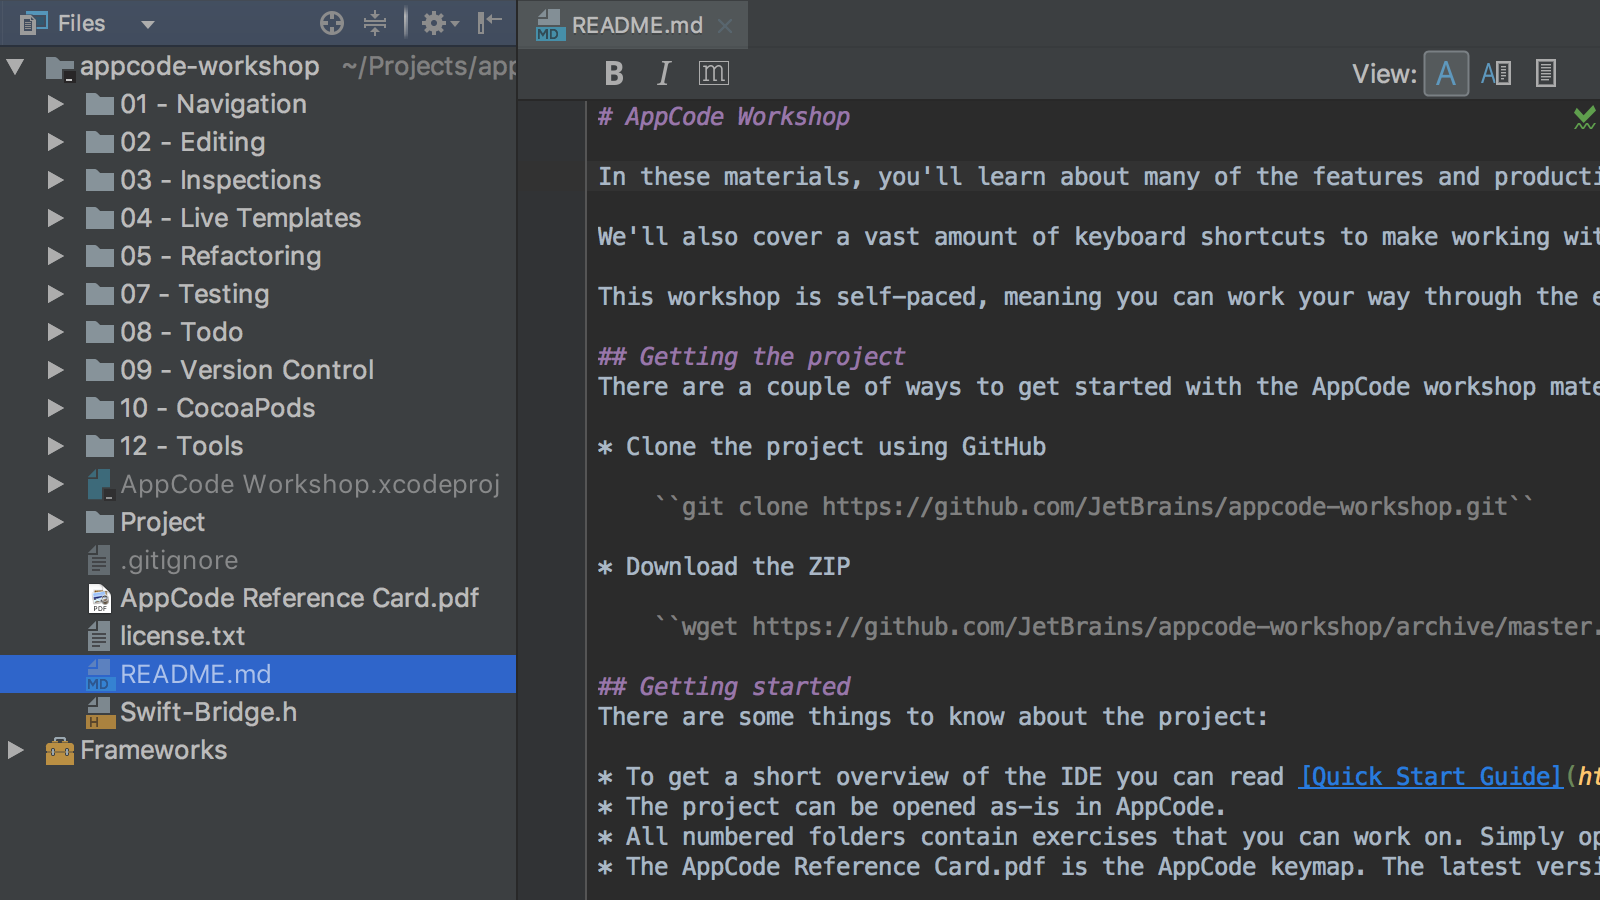 Files
appcode-workshop ~/Projects/app
01 - Navigation
02 - Editing
03 - Inspections
04 - Live Templates
05 - Refactoring
07 - Testing
08 - Todo
09 - Version Control
10 - CocoaPods
12 - Tools
AppCode Workshop.xcodeproj
Project
.gitignore
PDF AppCode Reference Card.pdf
license.txt
MD README.md
H Swift-Bridge.h
Frameworks
MD README.md
B I m View: A A
# AppCode Workshop
In these materials, you'll learn about many of the features and producti
We'll also cover a vast amount of keyboard shortcuts to make working wit
This workshop is self-paced, meaning you can work your way through the e
## Getting the project
There are a couple of ways to get started with the AppCode workshop mate
* Clone the project using GitHub
``git clone https://github.com/JetBrains/appcode-workshop.git``
* Download the ZIP
``wget https://github.com/JetBrains/appcode-workshop/archive/master.
## Getting started
There are some things to know about the project:
* To get a short overview of the IDE you can read [Quick Start Guide](ht
* The project can be opened as-is in AppCode.
* All numbered folders contain exercises that you can work on. Simply op
* The AppCode Reference Card.pdf is the AppCode keymap. The latest versi